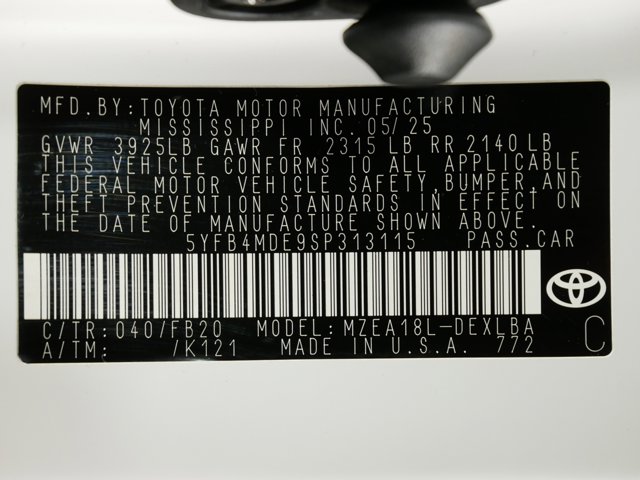 MFD. BY: TOYOTA MOTOR MANUFACTURING
MISSISSIPPI INC. 05/25
GVWR 3925LB GAWR FR 2315 LB RR 2140 LB
THIS VEHICLE CONFORMS TO ALL APPLICABLE
FEDERAL MOTOR VEHICLE SAFETY, BUMPER, AND
THEFT PREVENTION STANDARDS IN EFFECT ON
THE DATE OF MANUFACTURE SHOWN ABOVE.
5YFB4MDE9SP313115 PASS. CAR
C/TR: 040/FB20 MODEL: MZEA18L-DEXLBA
A/TM: /K121 MADE IN U.S.A. 772 C